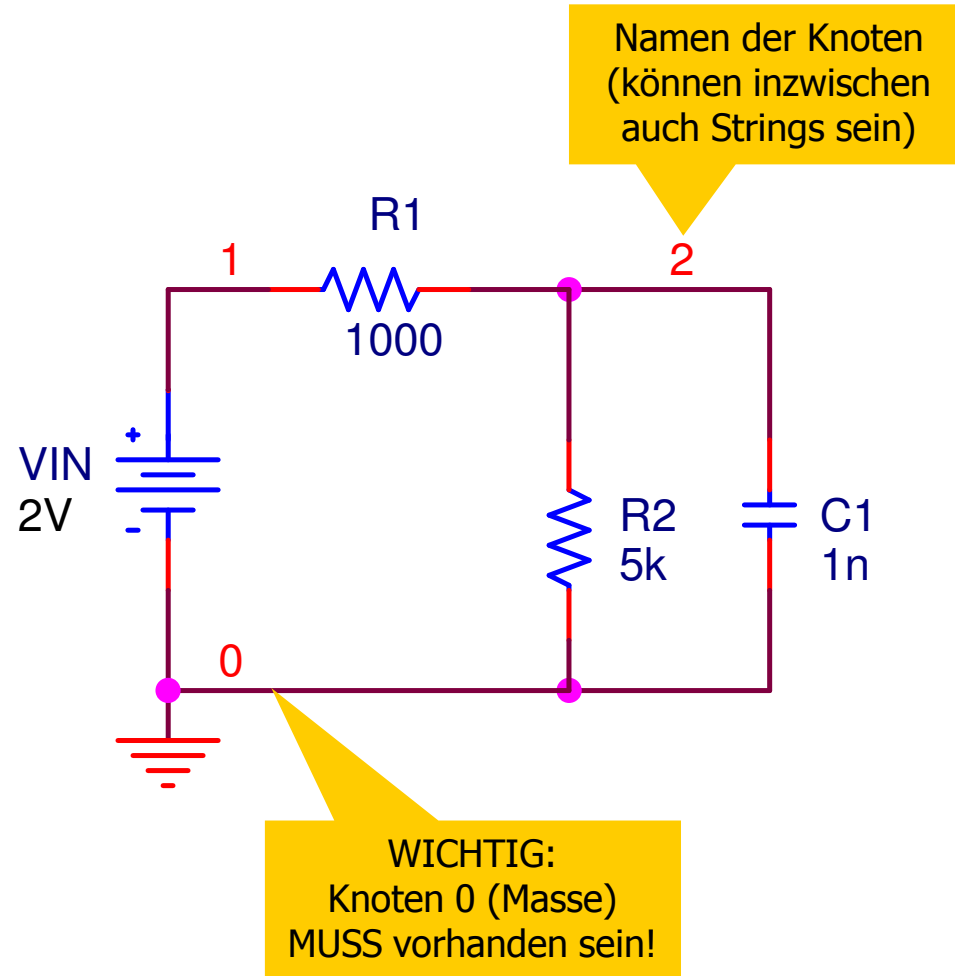 Namen der Knoten
(können inzwischen
auch Strings sein)
R1
1
2
1000
+
VIN
2V
-
R2
5k
C1
1n
0
WICHTIG:
Knoten 0 (Masse)
MUSS vorhanden sein!